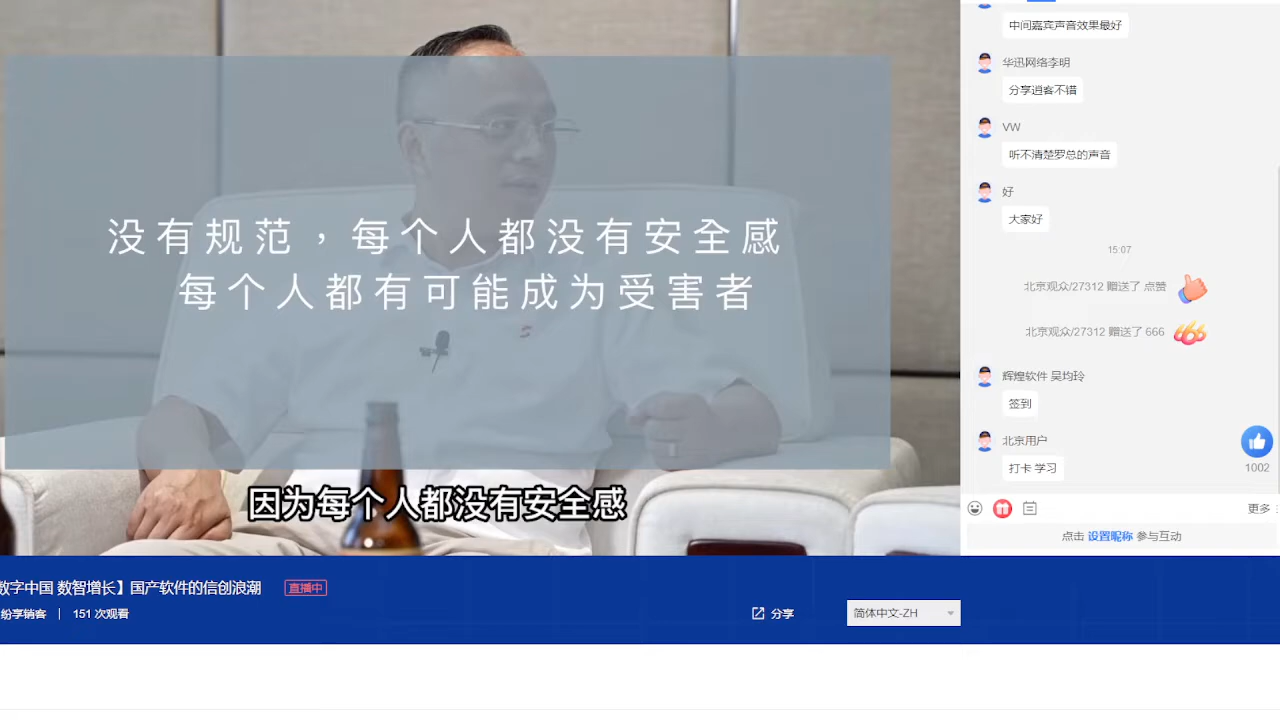 没有规范，每个人都没有安全感
每个人都有可能成为受害者
因为每个人都没有安全感
数字中国 数智增长】国产软件的信创浪潮
直播中
纷享销客 | 151 次观看
分享
简体中文-ZH
中间嘉宾声音效果最好
华迅网络李明
分享逍客不错
VW
听不清楚罗总的声音
好
大家好
15:07
北京观众/27312 赠送了 点赞
北京观众/27312 赠送了 666
666
辉煌软件 吴均玲
签到
北京用户
打卡 学习
1002
更多
点击 设置昵称 参与互动